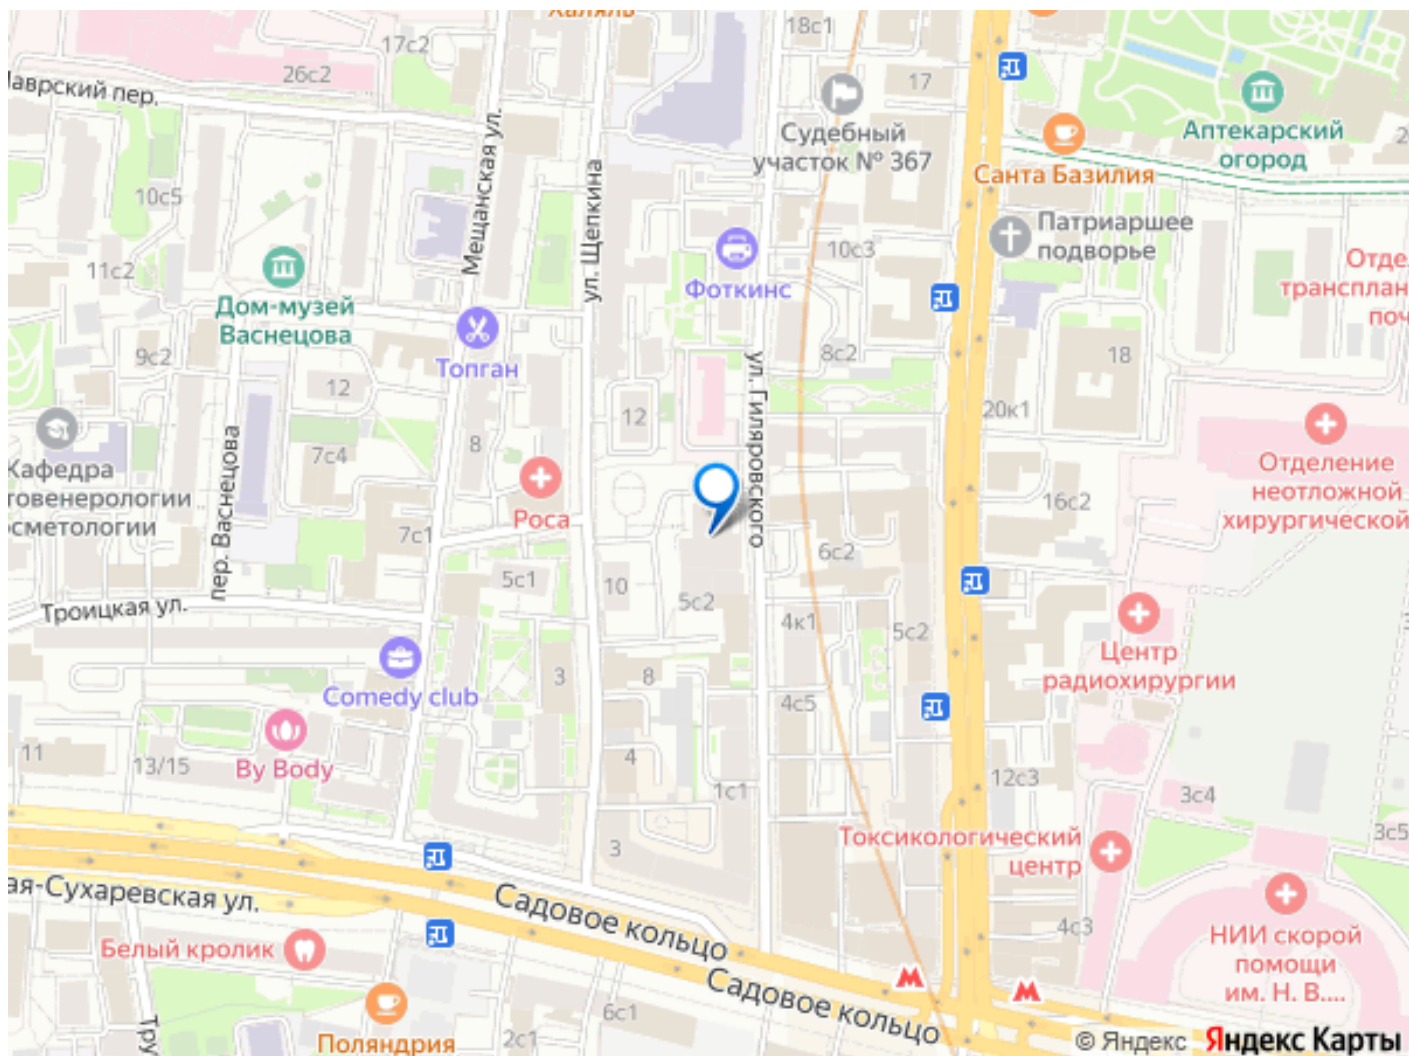 Халяль
18с1
17с2
26с2
17
Лаврский пер.
Судебный
участок № 367
Аптекарский
огород
Санта Базилия
Мещанская ул.
ул. Щепкина
10с5
Патриаршее
подворье
10с3
11с2
Фоткинс
Дом-музей
Васнецова
Топган
9с2
12
12
8с2
18
20к1
ул. Гиляровского
8
7с4
пер. Васнецова
Кафедра
Роса
7с1
16с2
Отделение
неотложной
хирургической
6с2
5с1
10
5с2
4к1
5с2
Троицкая ул.
Comedy club
3
8
4с5
Центр
радиохирургии
By Body
11
13/15
4
1с1
12с3
3с4
3с5
3
Токсикологический
центр
Садовое кольцо
Садовое кольцо
ая-Сухаревская ул.
Белый кролик
4с3
НИИ скорой
помощи
им. Н. В....
6с1
2с1
Поляндрия
Тру
© Яндекс Яндекс Карты